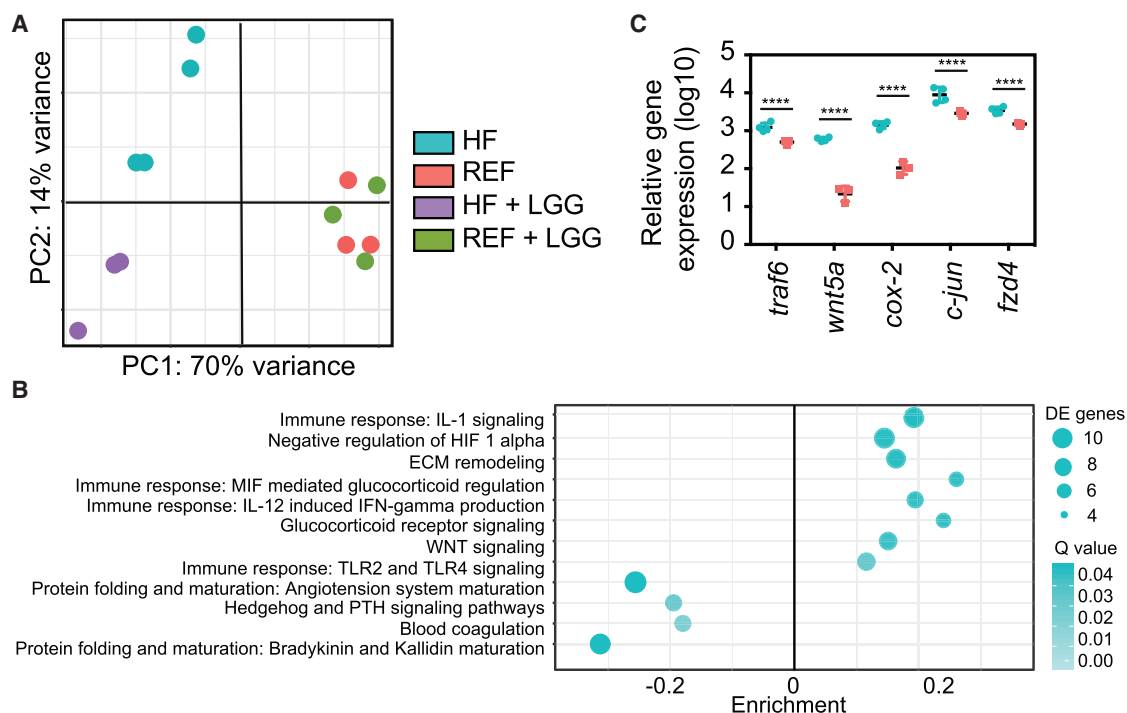 A
PC2: 14% variance
PC1: 70% variance
HF
REF
HF + LGG
REF + LGG
C
Relative gene
expression (log10)
5
4
3
2
1
0
****
****
****
****
****
traf6
wnt5a
cox-2
c-jun
fzd4
B
Immune response: IL-1 signaling
Negative regulation of HIF 1 alpha
ECM remodeling
Immune response: MIF mediated glucocorticoid regulation
Immune response: IL-12 induced IFN-gamma production
Glucocorticoid receptor signaling
WNT signaling
Immune response: TLR2 and TLR4 signaling
Protein folding and maturation: Angiotension system maturation
Hedgehog and PTH signaling pathways
Blood coagulation
Protein folding and maturation: Bradykinin and Kallidin maturation
-0.2 0 0.2
Enrichment
DE genes
10
8
6
4
Q value
0.04
0.03
0.02
0.01
0.00